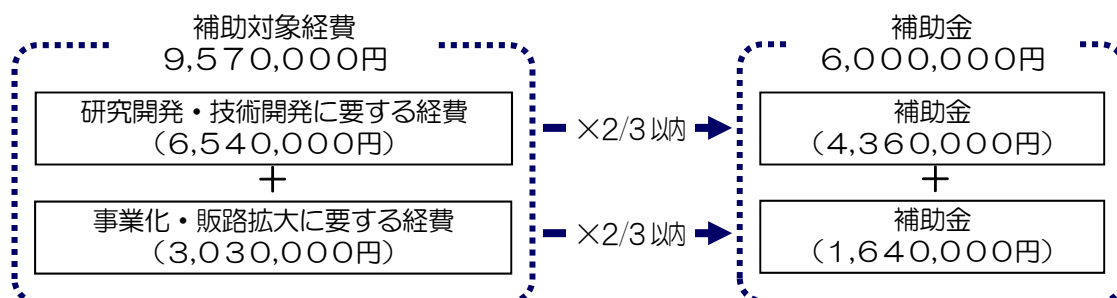 補助対象経費
9,570,000円
研究開発・技術開発に要する経費
（6,540,000円）
＋
事業化・販路拡大に要する経費
（3,030,000円）
×2/3以内
×2/3以内
補助金
6,000,000円
補助金
（4,360,000円）
＋
補助金
（1,640,000円）